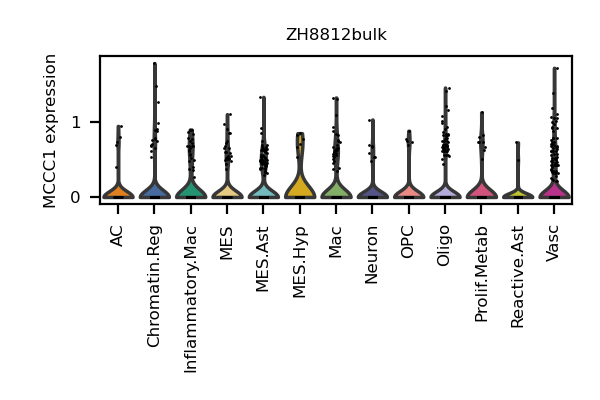 ZH8812bulk
MCCC1 expression
1
0
AC
Chromatin.Reg
Inflammatory.Mac
MES
MES.Ast
MES.Hyp
Mac
Neuron
OPC
Oligo
Prolif.Metab
Reactive.Ast
Vasc